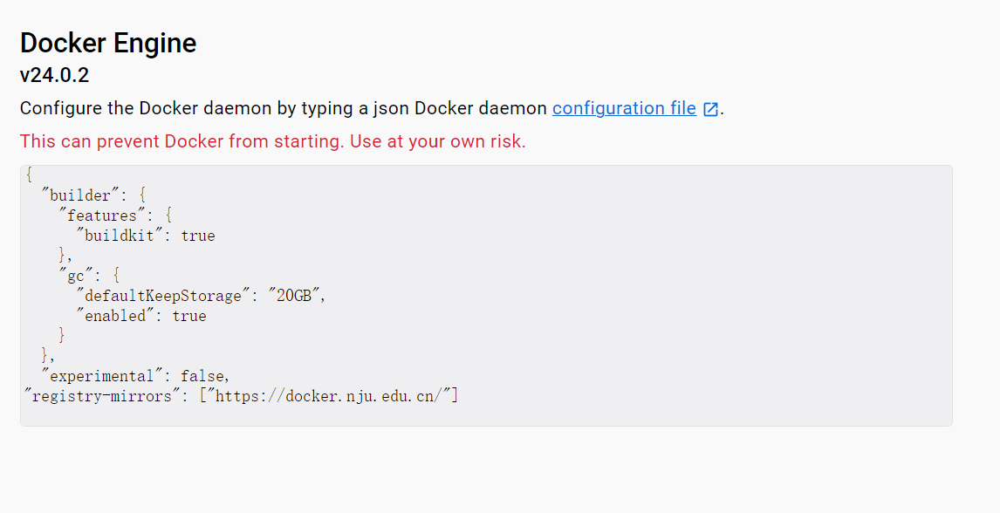 Docker Engine
v24.0.2
Configure the Docker daemon by typing a json Docker daemon configuration file.
This can prevent Docker from starting. Use at your own risk.
{
  "builder": {
    "features": {
      "buildkit": true
    },
    "gc": {
      "defaultKeepStorage": "20GB",
      "enabled": true
    }
  },
  "experimental": false,
"registry-mirrors": ["https://docker.nju.edu.cn/"]